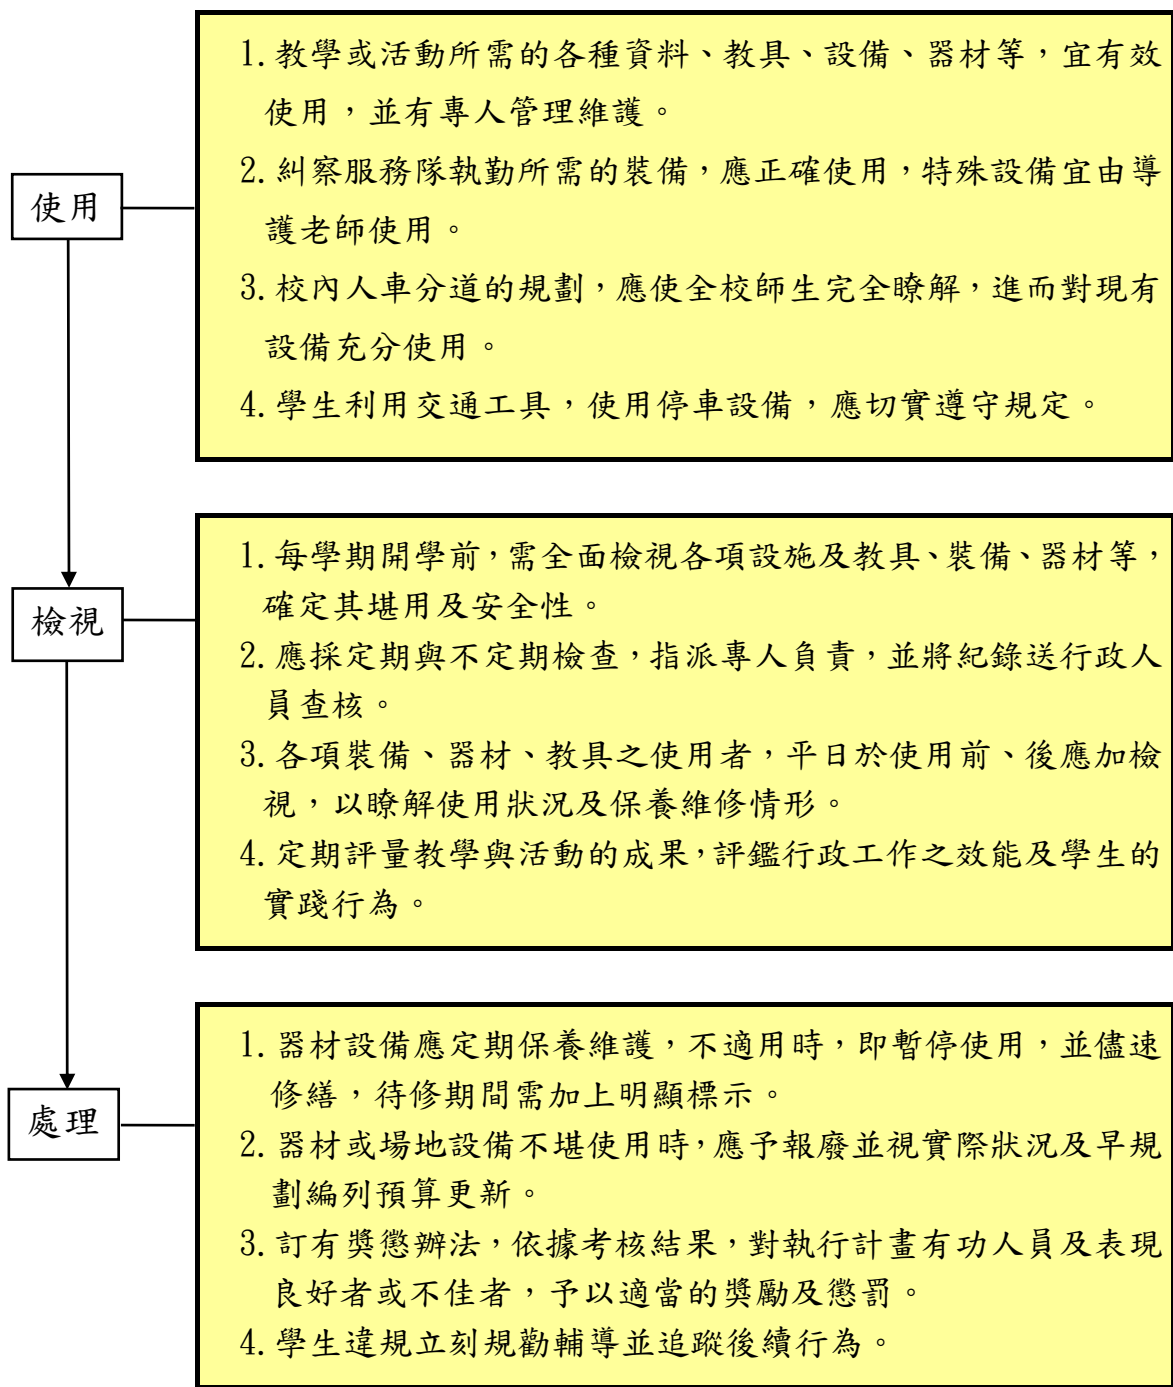 使用
1. 教學或活動所需的各種資料、教具、設備、器材等，宜有效
使用，並有專人管理維護。
2. 糾察服務隊執勤所需的裝備，應正確使用，特殊設備宜由導
護老師使用。
3. 校內人車分道的規劃，應使全校師生完全瞭解，進而對現有
設備充分使用。
4. 學生利用交通工具，使用停車設備，應切實遵守規定。
檢視
1. 每學期開學前，需全面檢視各項設施及教具、裝備、器材等，
確定其堪用及安全性。
2. 應採定期與不定期檢查，指派專人負責，並將紀錄送行政人
員查核。
3. 各項裝備、器材、教具之使用者，平日於使用前、後應加檢
視，以瞭解使用狀況及保養維修情形。
4. 定期評量教學與活動的成果，評鑑行政工作之效能及學生的
實踐行為。
處理
1. 器材設備應定期保養維護，不適用時，即暫停使用，並儘速
修繕，待修期間需加上明顯標示。
2. 器材或場地設備不堪使用時，應予報廢並視實際狀況及早規
劃編列預算更新。
3. 訂有獎懲辦法，依據考核結果，對執行計畫有功人員及表現
良好者或不佳者，予以適當的獎勵及懲罰。
4. 學生違規立刻規勸輔導並追蹤後續行為。